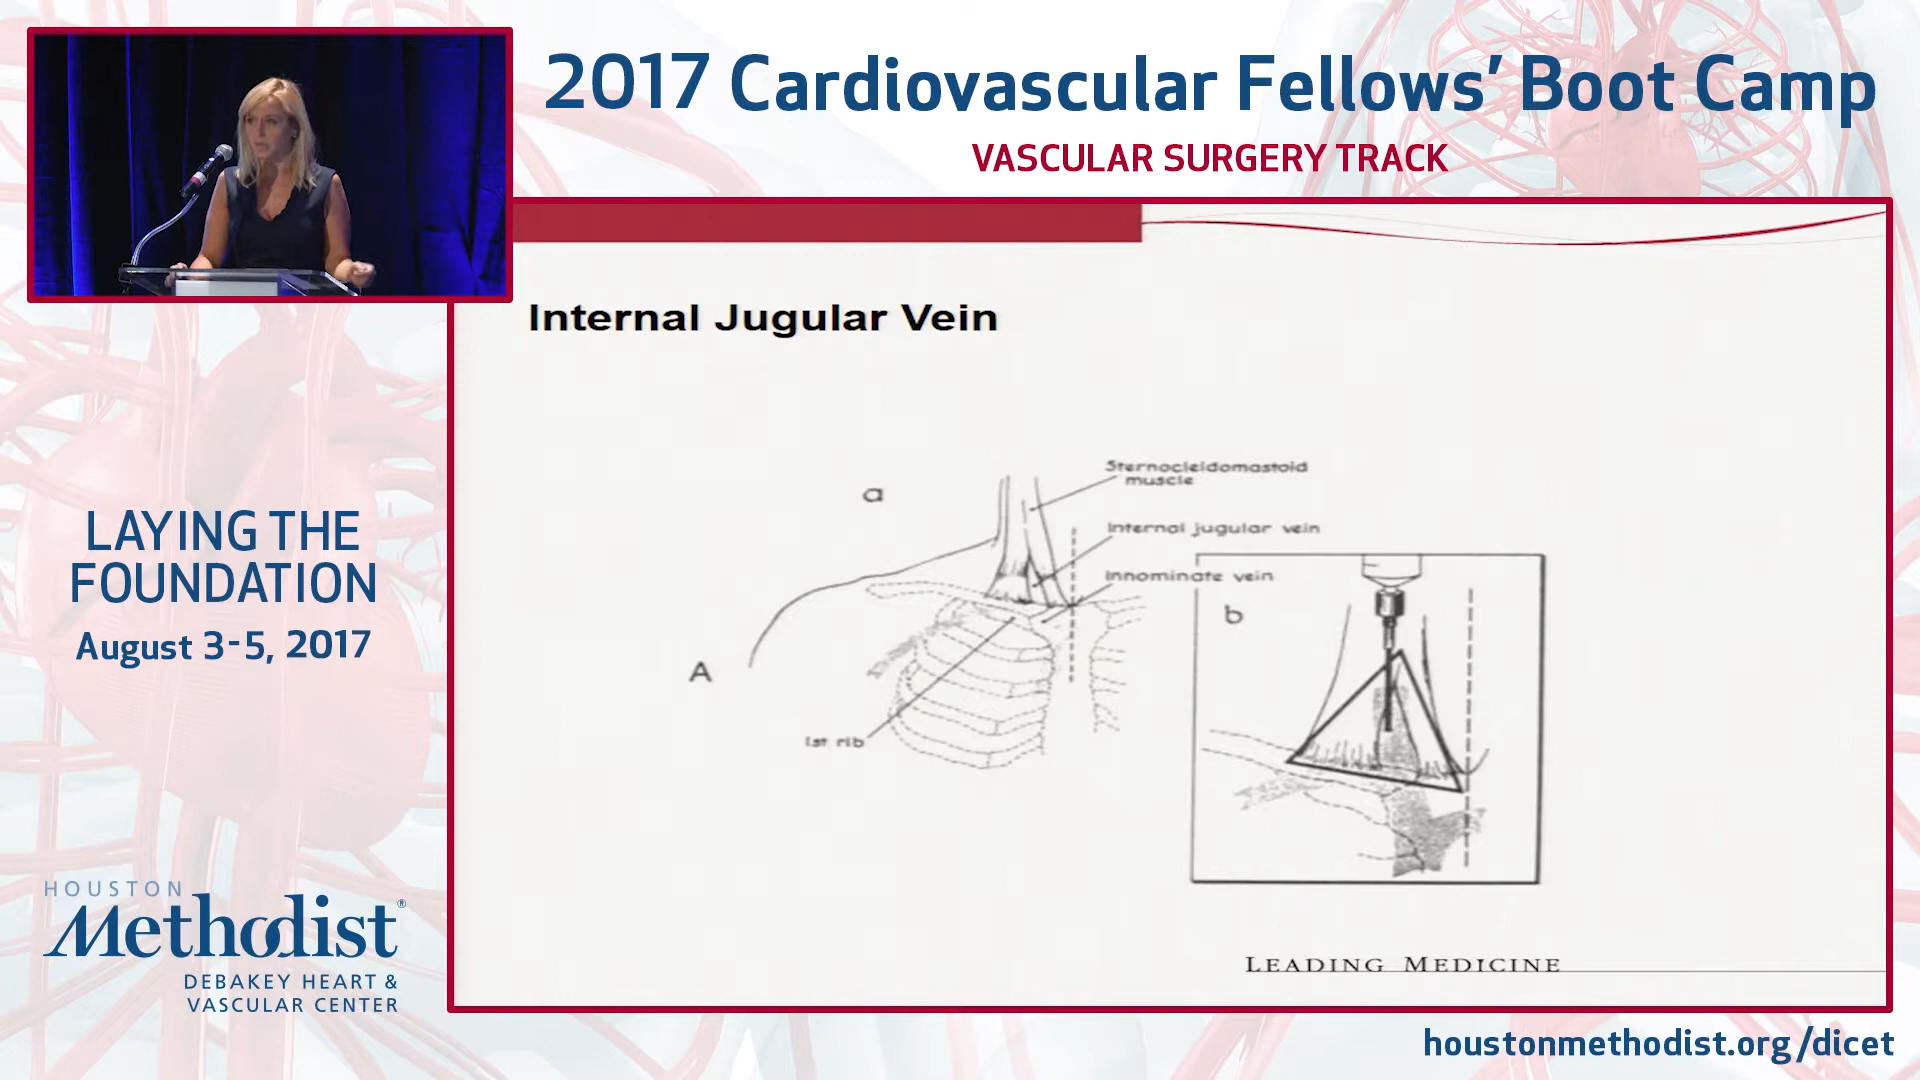 2017 Cardiovascular Fellows’ Boot Camp
VASCULAR SURGERY TRACK
Internal Jugular Vein
a
Sternocleidomastoid
muscle
Internal jugular vein
Innominate vein
b
A
1st rib
LEADING MEDICINE
LAYING THE
FOUNDATION
August 3-5, 2017
HOUSTON
Methodist®
DEBAKEY HEART &
VASCULAR CENTER
houstonmethodist.org/dicet